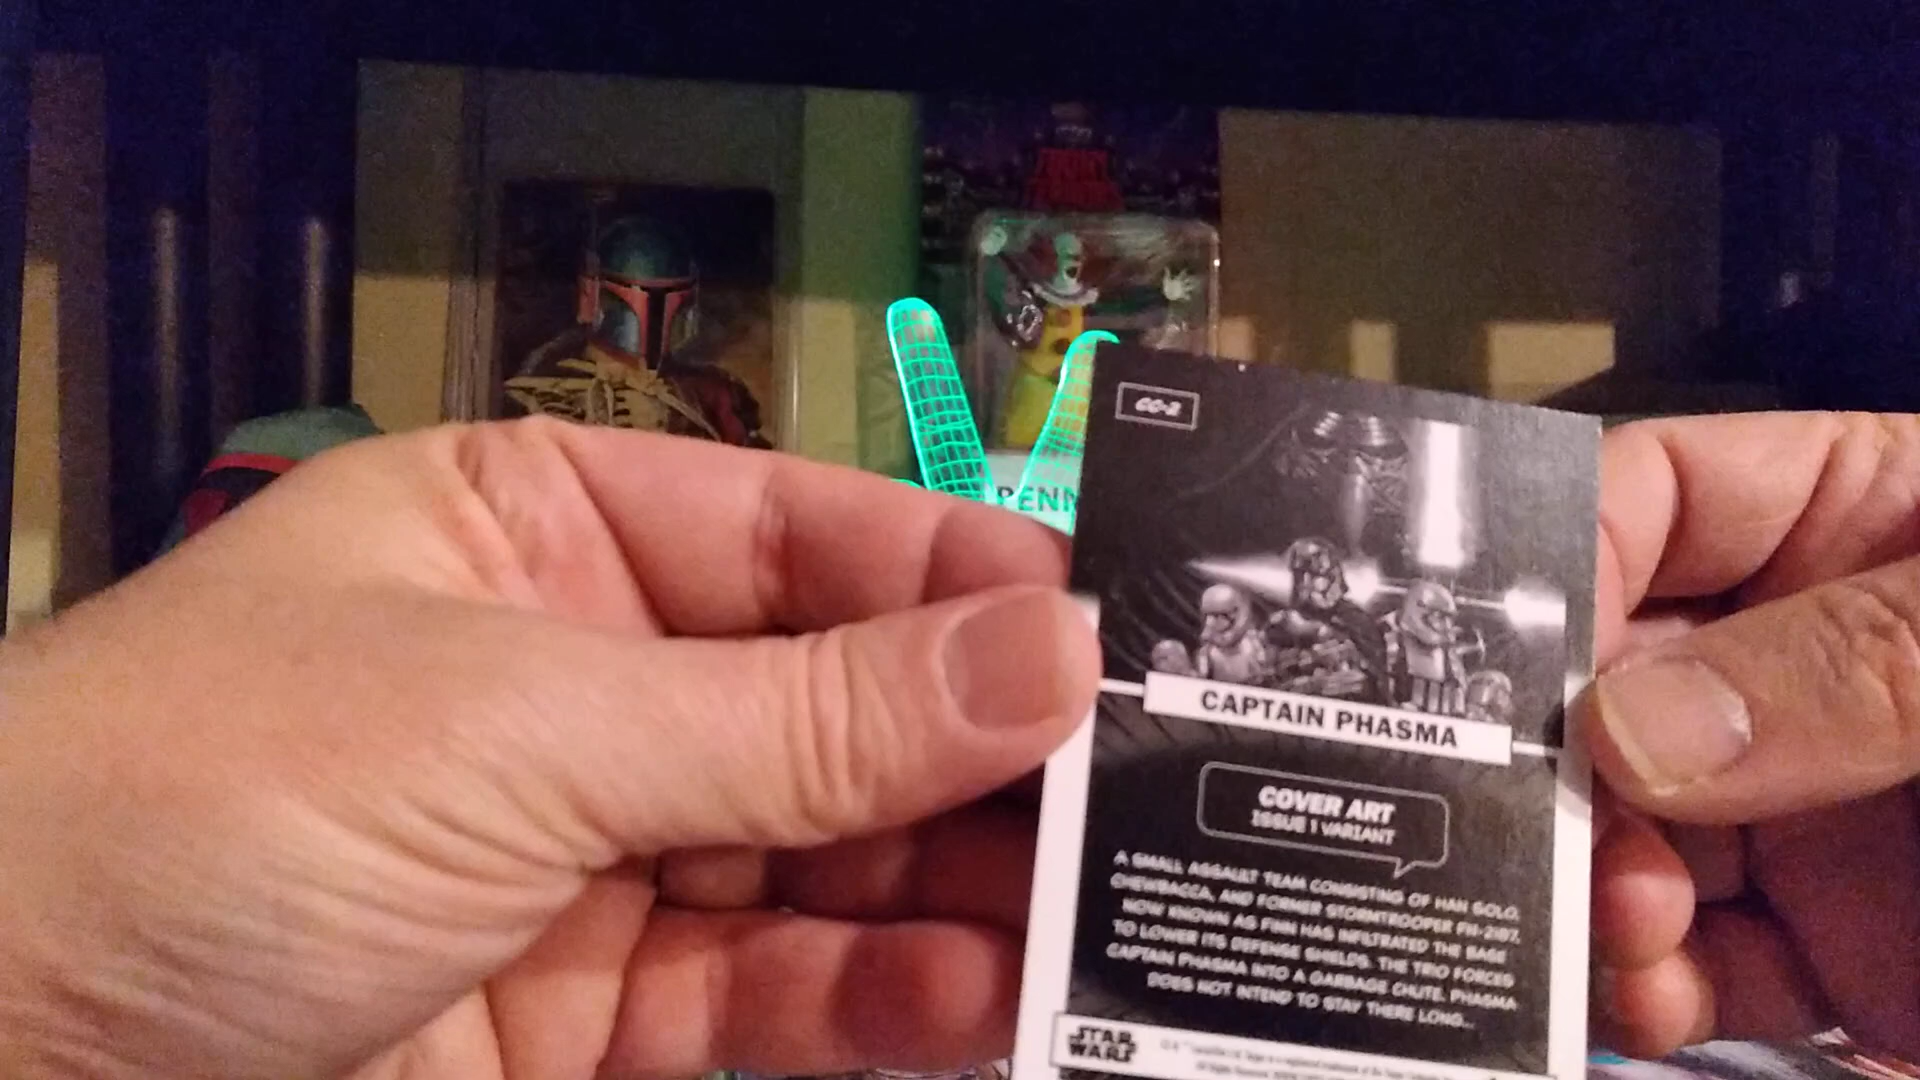 PENN
CC-2
CAPTAIN PHASMA
COVER ART
ISSUE 1 VARIANT
A SMALL ASSAULT TEAM CONSISTING OF HAN SOLO,
CHEWBACCA, AND FORMER STORMTROOPER FN-2187,
NOW KNOWN AS FINN HAS INFILTRATED THE BASE
TO LOWER ITS DEFENSE SHIELDS. THE TRIO FORCES
CAPTAIN PHASMA INTO A GARBAGE CHUTE. PHASMA
DOES NOT INTEND TO STAY THERE LONG...
STAR
WARS